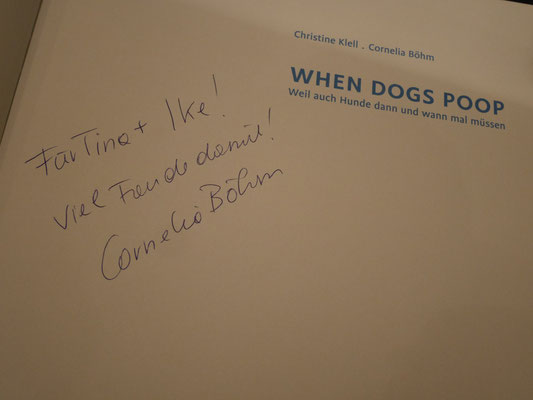 Christine Klell . Cornelia Böhm
WHEN DOGS POOP
Weil auch Hunde dann und wann mal müssen
Für Tina + Ike!
Viel Freude damit!
Cornelia Böhm